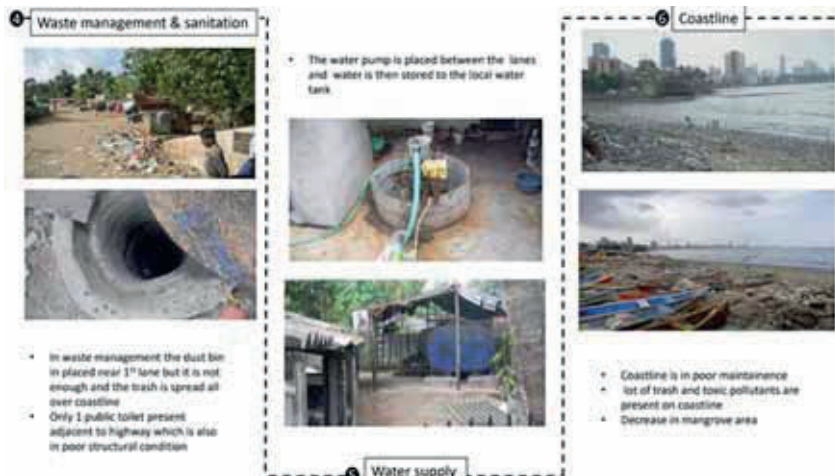 4 Waste management & sanitation
• In waste management the dust bin
in placed near 1st lane but it is not
enough and the trash is spread all
over coastline
• Only 1 public toilet present
adjacent to highway which is also
in poor structural condition
• The water pump is placed between the lanes
and water is then stored to the local water
tank
5 Water supply
6 Coastline
• Coastline is in poor maintainence
• lot of trash and toxic pollutants are
present on coastline
• Decrease in mangrove area